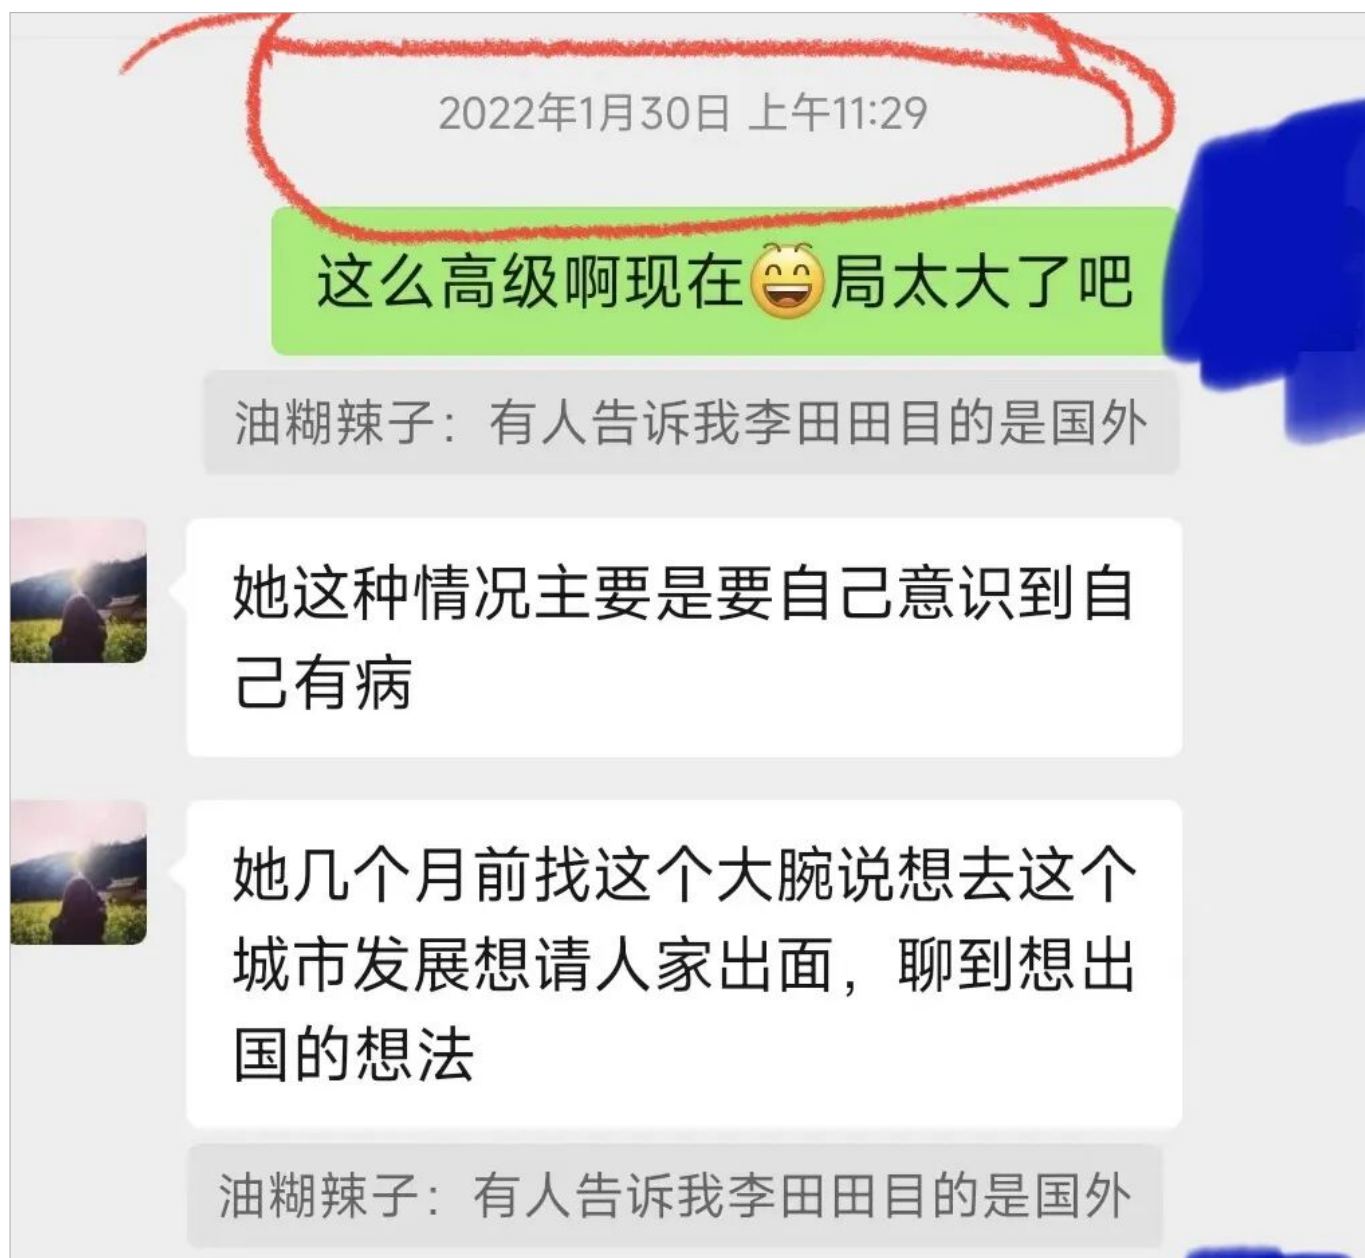 2022年1月30日 上午11:29
这么高级啊现在😄局太大了吧
油糊辣子：有人告诉我李田田目的是国外
她这种情况主要是要自己意识到自
己有病
她几个月前找这个大腕说想去这个
城市发展想请人家出面，聊到想出
国的想法
油糊辣子：有人告诉我李田田目的是国外